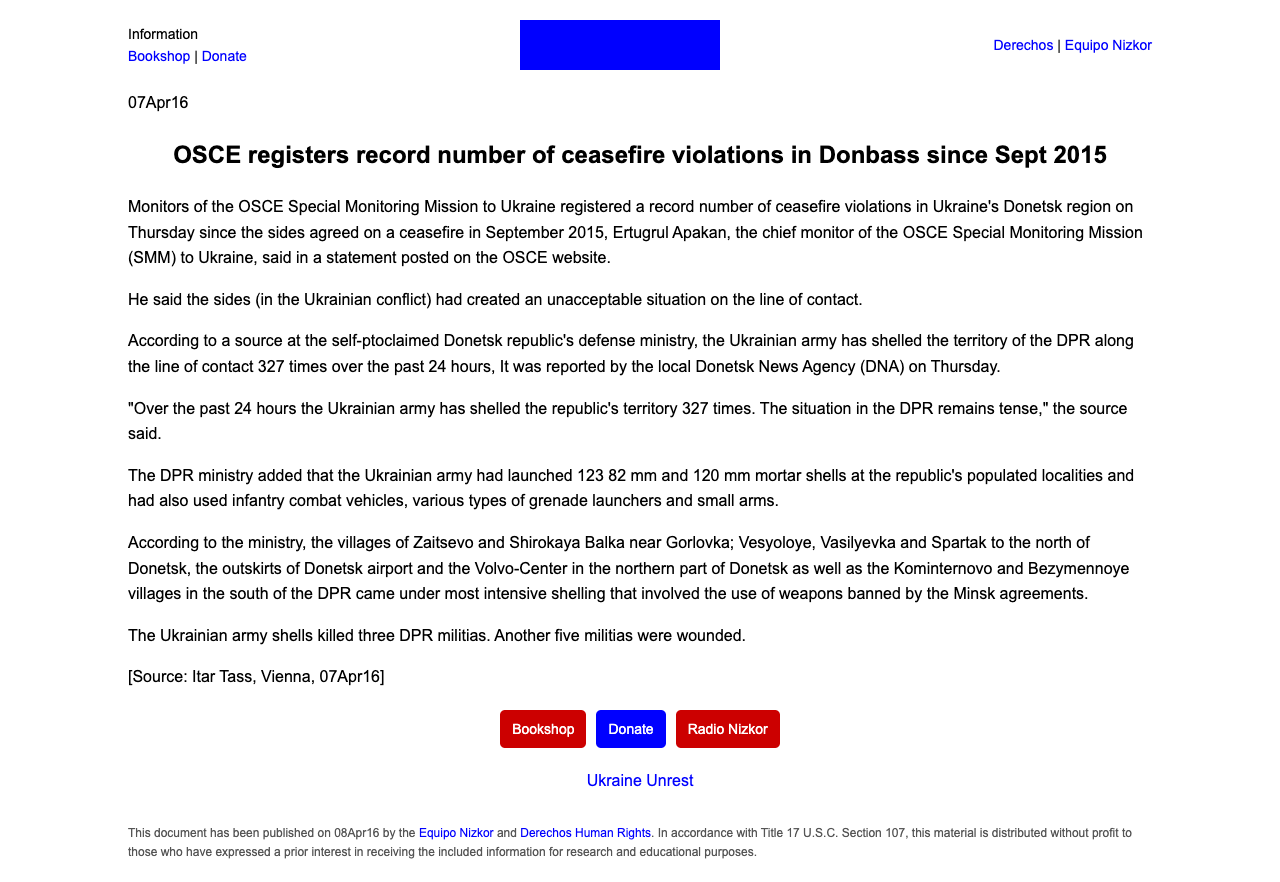 Information
Bookshop | Donate
Derechos | Equipo Nizkor
07Apr16
OSCE registers record number of ceasefire violations in Donbass since Sept 2015
Monitors of the OSCE Special Monitoring Mission to Ukraine registered a record number of ceasefire violations in Ukraine's Donetsk region on
Thursday since the sides agreed on a ceasefire in September 2015, Ertugrul Apakan, the chief monitor of the OSCE Special Monitoring Mission
(SMM) to Ukraine, said in a statement posted on the OSCE website.
He said the sides (in the Ukrainian conflict) had created an unacceptable situation on the line of contact.
According to a source at the self-ptoclaimed Donetsk republic's defense ministry, the Ukrainian army has shelled the territory of the DPR along
the line of contact 327 times over the past 24 hours, It was reported by the local Donetsk News Agency (DNA) on Thursday.
"Over the past 24 hours the Ukrainian army has shelled the republic's territory 327 times. The situation in the DPR remains tense," the source
said.
The DPR ministry added that the Ukrainian army had launched 123 82 mm and 120 mm mortar shells at the republic's populated localities and
had also used infantry combat vehicles, various types of grenade launchers and small arms.
According to the ministry, the villages of Zaitsevo and Shirokaya Balka near Gorlovka; Vesyoloye, Vasilyevka and Spartak to the north of
Donetsk, the outskirts of Donetsk airport and the Volvo-Center in the northern part of Donetsk as well as the Kominternovo and Bezymennoye
villages in the south of the DPR came under most intensive shelling that involved the use of weapons banned by the Minsk agreements.
The Ukrainian army shells killed three DPR militias. Another five militias were wounded.
[Source: Itar Tass, Vienna, 07Apr16]
Bookshop Donate Radio Nizkor
Ukraine Unrest
This document has been published on 08Apr16 by the Equipo Nizkor and Derechos Human Rights. In accordance with Title 17 U.S.C. Section 107, this material is distributed without profit to
those who have expressed a prior interest in receiving the included information for research and educational purposes.